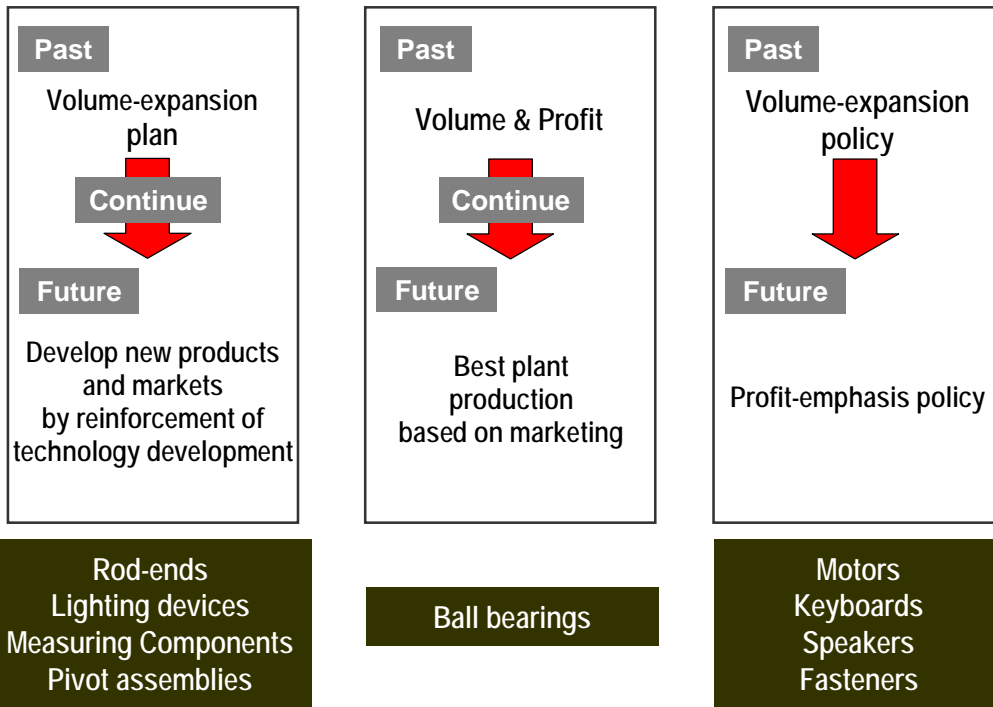 Past
Volume-expansion
plan
Continue
Future
Develop new products
and markets
by reinforcement of
technology development
Rod-ends
Lighting devices
Measuring Components
Pivot assemblies
Past
Volume & Profit
Continue
Future
Best plant
production
based on marketing
Ball bearings
Past
Volume-expansion
policy
Future
Profit-emphasis policy
Motors
Keyboards
Speakers
Fasteners